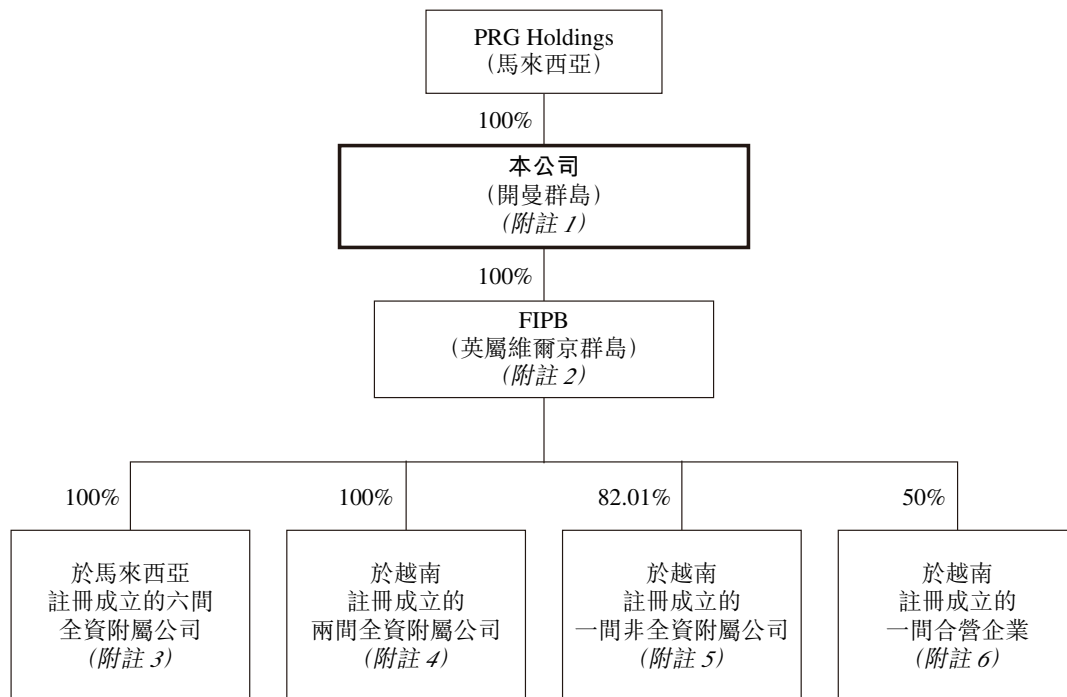 PRG Holdings
(馬來西亞)
100%
本公司
(開曼群島)
(附註 1)
100%
FIPB
(英屬維爾京群島)
(附註 2)
100%
100%
82.01%
50%
於馬來西亞
註冊成立的六間
全資附屬公司
(附註 3)
於越南
註冊成立的
兩間全資附屬公司
(附註 4)
於越南
註冊成立的
一間非全資附屬公司
(附註 5)
於越南
註冊成立的
一間合營企業
(附註 6)